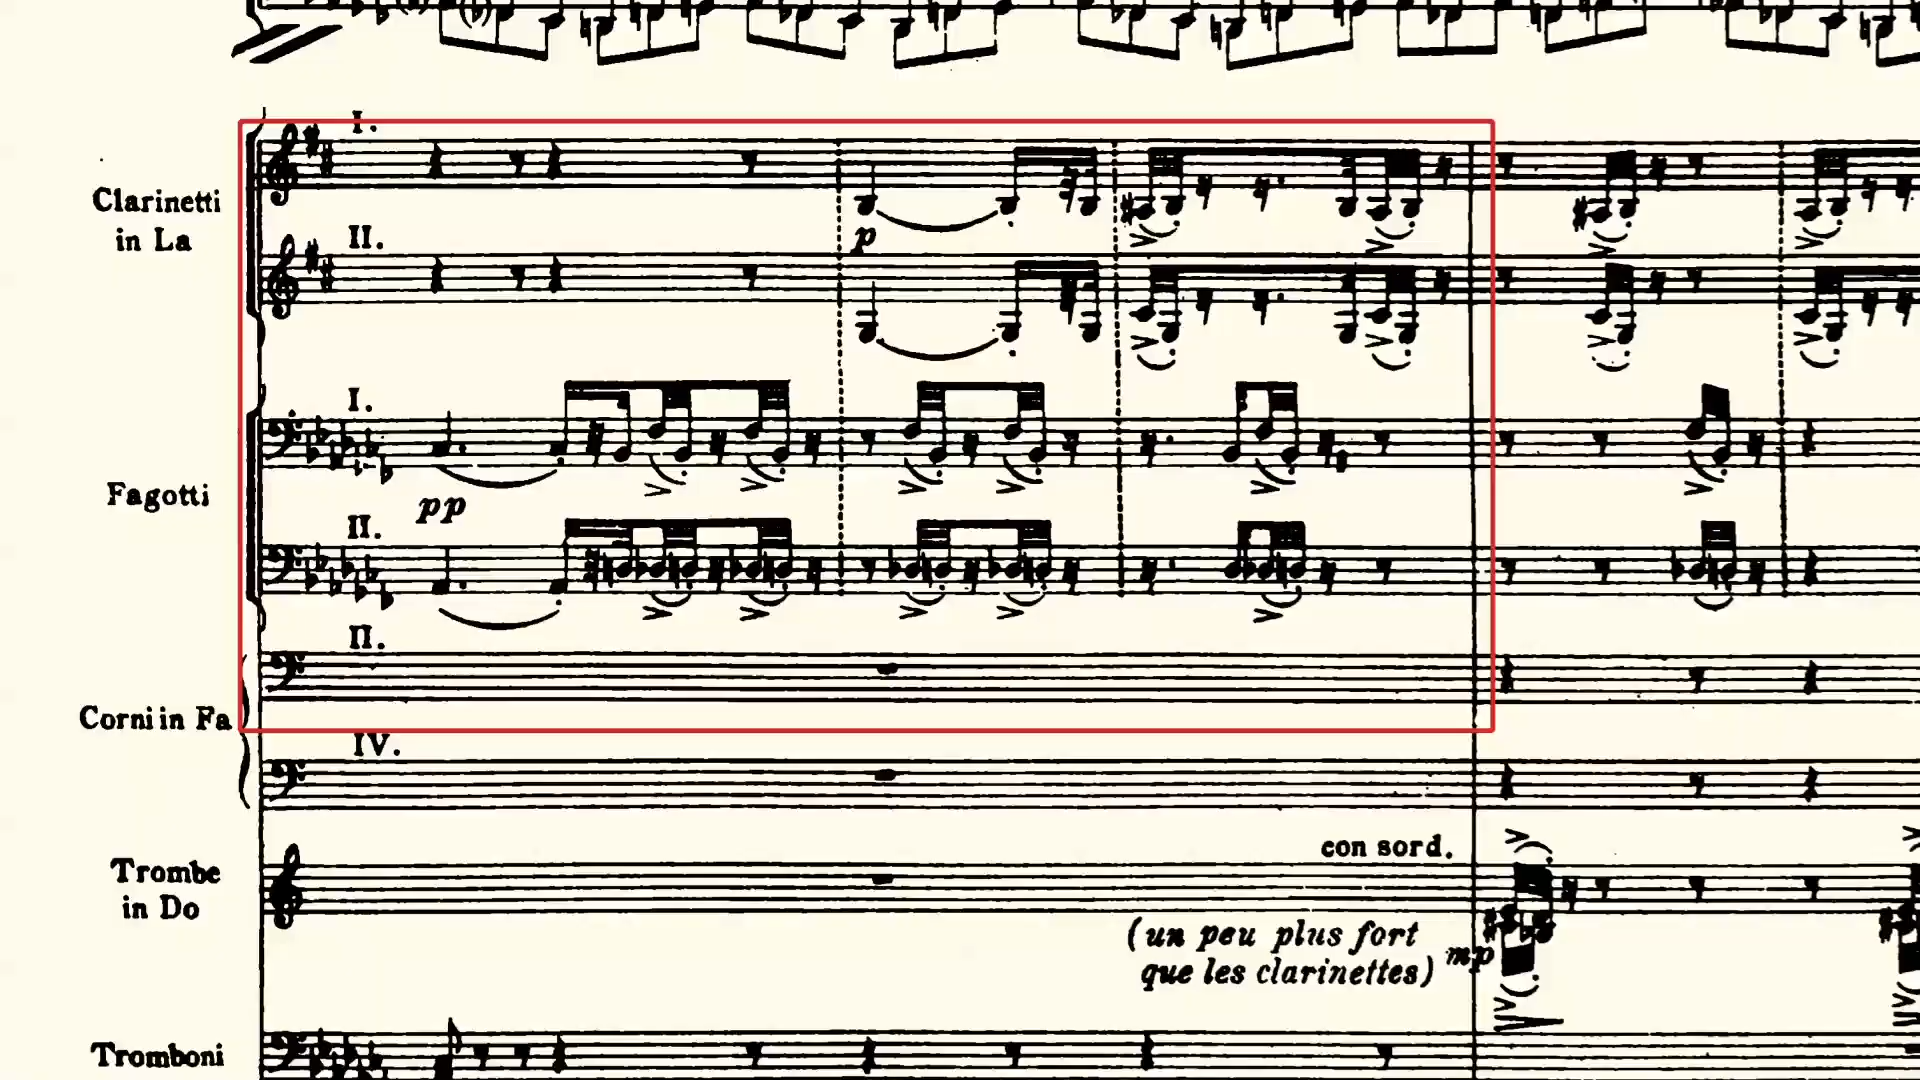 I.
Clarinetti
in La
p
II.
I.
Fagotti
pp
II.
II.
Corni in Fa
IV.
con sord.
Trombe
in Do
(un peu plus fort
que les clarinettes) mp
Tromboni